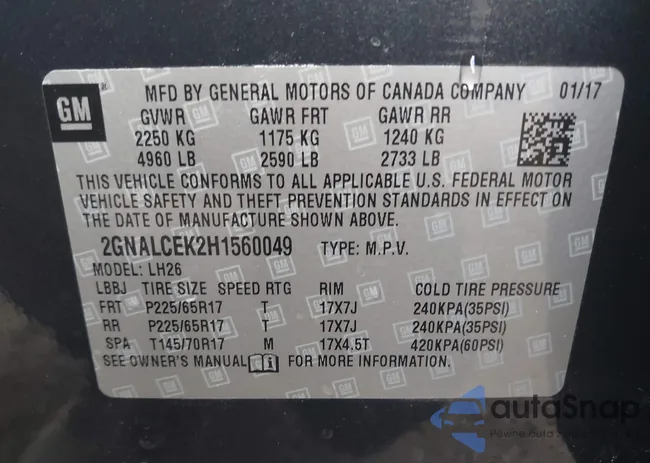 GM
MFD BY GENERAL MOTORS OF CANADA COMPANY 01/17
GVWR GAWR FRT GAWR RR
2250 KG 1175 KG 1240 KG
4960 LB 2590 LB 2733 LB
THIS VEHICLE CONFORMS TO ALL APPLICABLE U.S. FEDERAL MOTOR
VEHICLE SAFETY AND THEFT PREVENTION STANDARDS IN EFFECT ON
THE DATE OF MANUFACTURE SHOWN ABOVE.
2GNALCEK2H1560049 TYPE: M.P.V.
MODEL: LH26
LBBJ TIRE SIZE SPEED RTG RIM COLD TIRE PRESSURE
FRT P225/65R17 T 17X7J 240KPA(35PSI)
RR P225/65R17 T 17X7J 240KPA(35PSI)
SPA T145/70R17 M 17X4.5T 420KPA(60PSI)
SEE OWNER'S MANUAL FOR MORE INFORMATION.
autoSnap
Pewne auto z